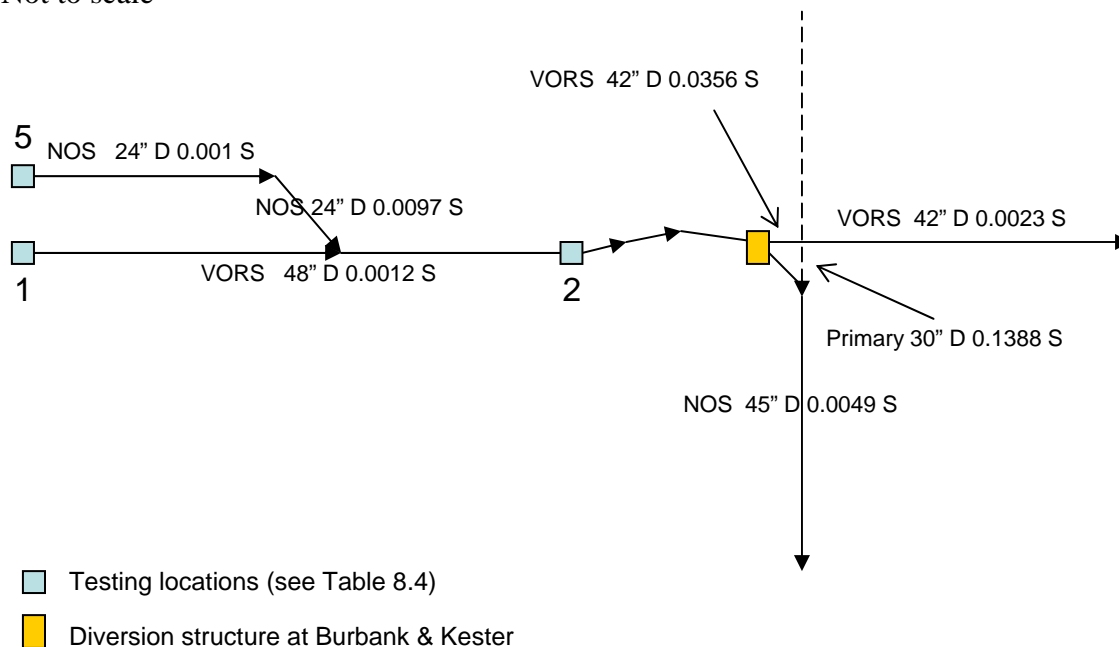 Not to scale
VORS 42” D 0.0356 S
5
NOS 24” D 0.001 S
NOS 24” D 0.0097 S
VORS 42” D 0.0023 S
1
VORS 48” D 0.0012 S
2
Primary 30” D 0.1388 S
NOS 45” D 0.0049 S
Testing locations (see Table 8.4)
Diversion structure at Burbank & Kester